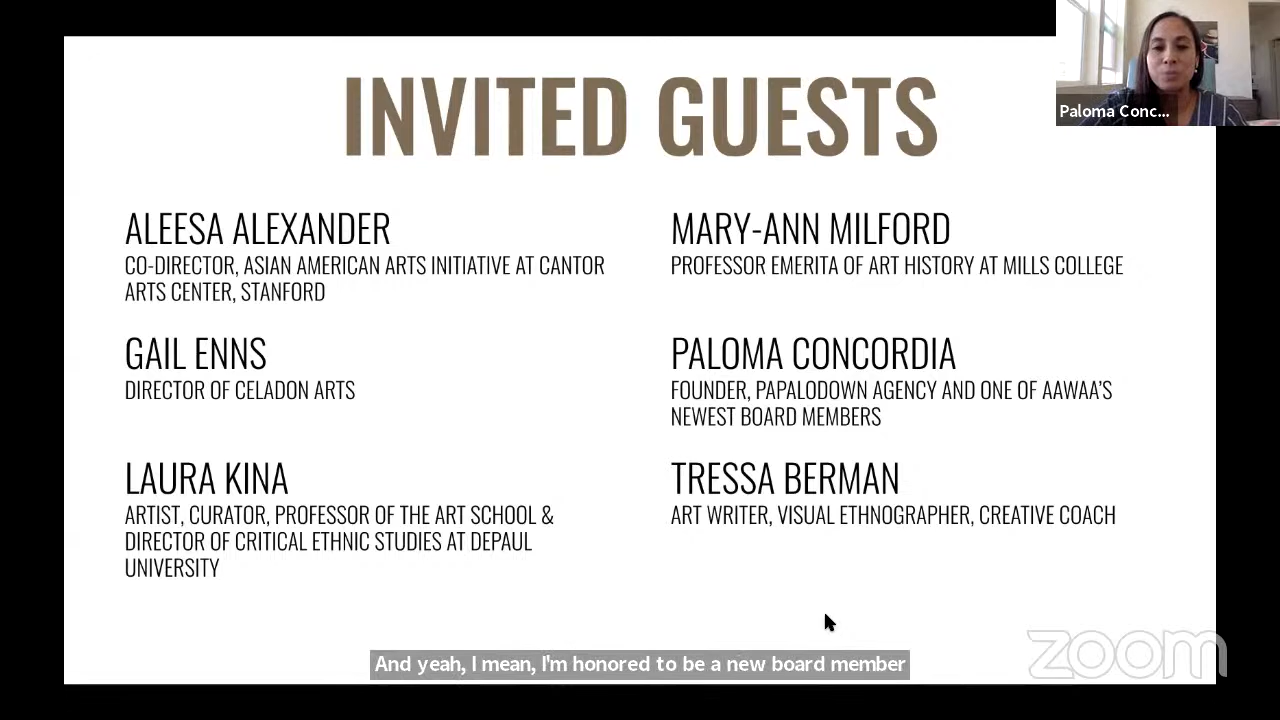 INVITED GUESTS
Paloma Conc...
ALEESA ALEXANDER
CO-DIRECTOR, ASIAN AMERICAN ARTS INITIATIVE AT CANTOR
ARTS CENTER, STANFORD
MARY-ANN MILFORD
PROFESSOR EMERITA OF ART HISTORY AT MILLS COLLEGE
GAIL ENNS
DIRECTOR OF CELADON ARTS
PALOMA CONCORDIA
FOUNDER, PAPALODOWN AGENCY AND ONE OF AAWAA'S
NEWEST BOARD MEMBERS
LAURA KINA
ARTIST, CURATOR, PROFESSOR OF THE ART SCHOOL &
DIRECTOR OF CRITICAL ETHNIC STUDIES AT DEPAUL
UNIVERSITY
TRESSA BERMAN
ART WRITER, VISUAL ETHNOGRAPHER, CREATIVE COACH
And yeah, I mean, I'm honored to be a new board member
zoom